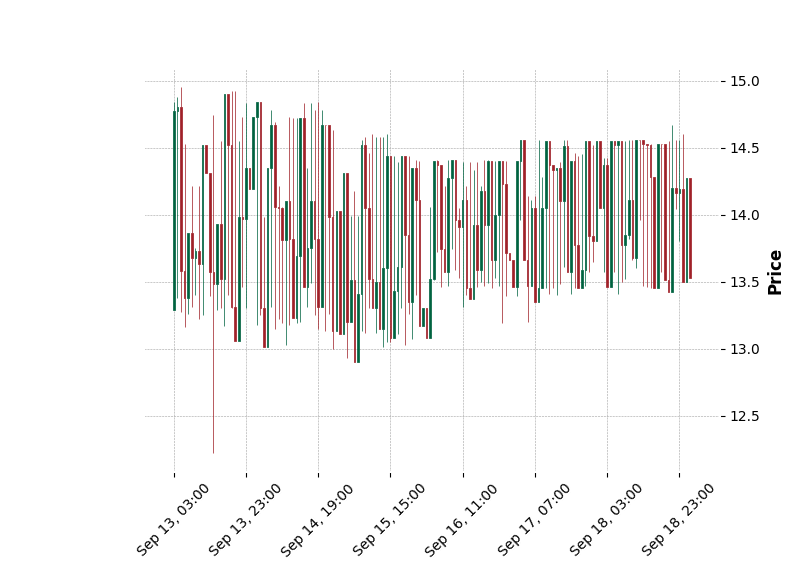 15.0
14.5
14.0
13.5
13.0
12.5
Price
Sep 13, 03:00
Sep 13, 23:00
Sep 14, 19:00
Sep 15, 15:00
Sep 16, 11:00
Sep 17, 07:00
Sep 18, 03:00
Sep 18, 23:00